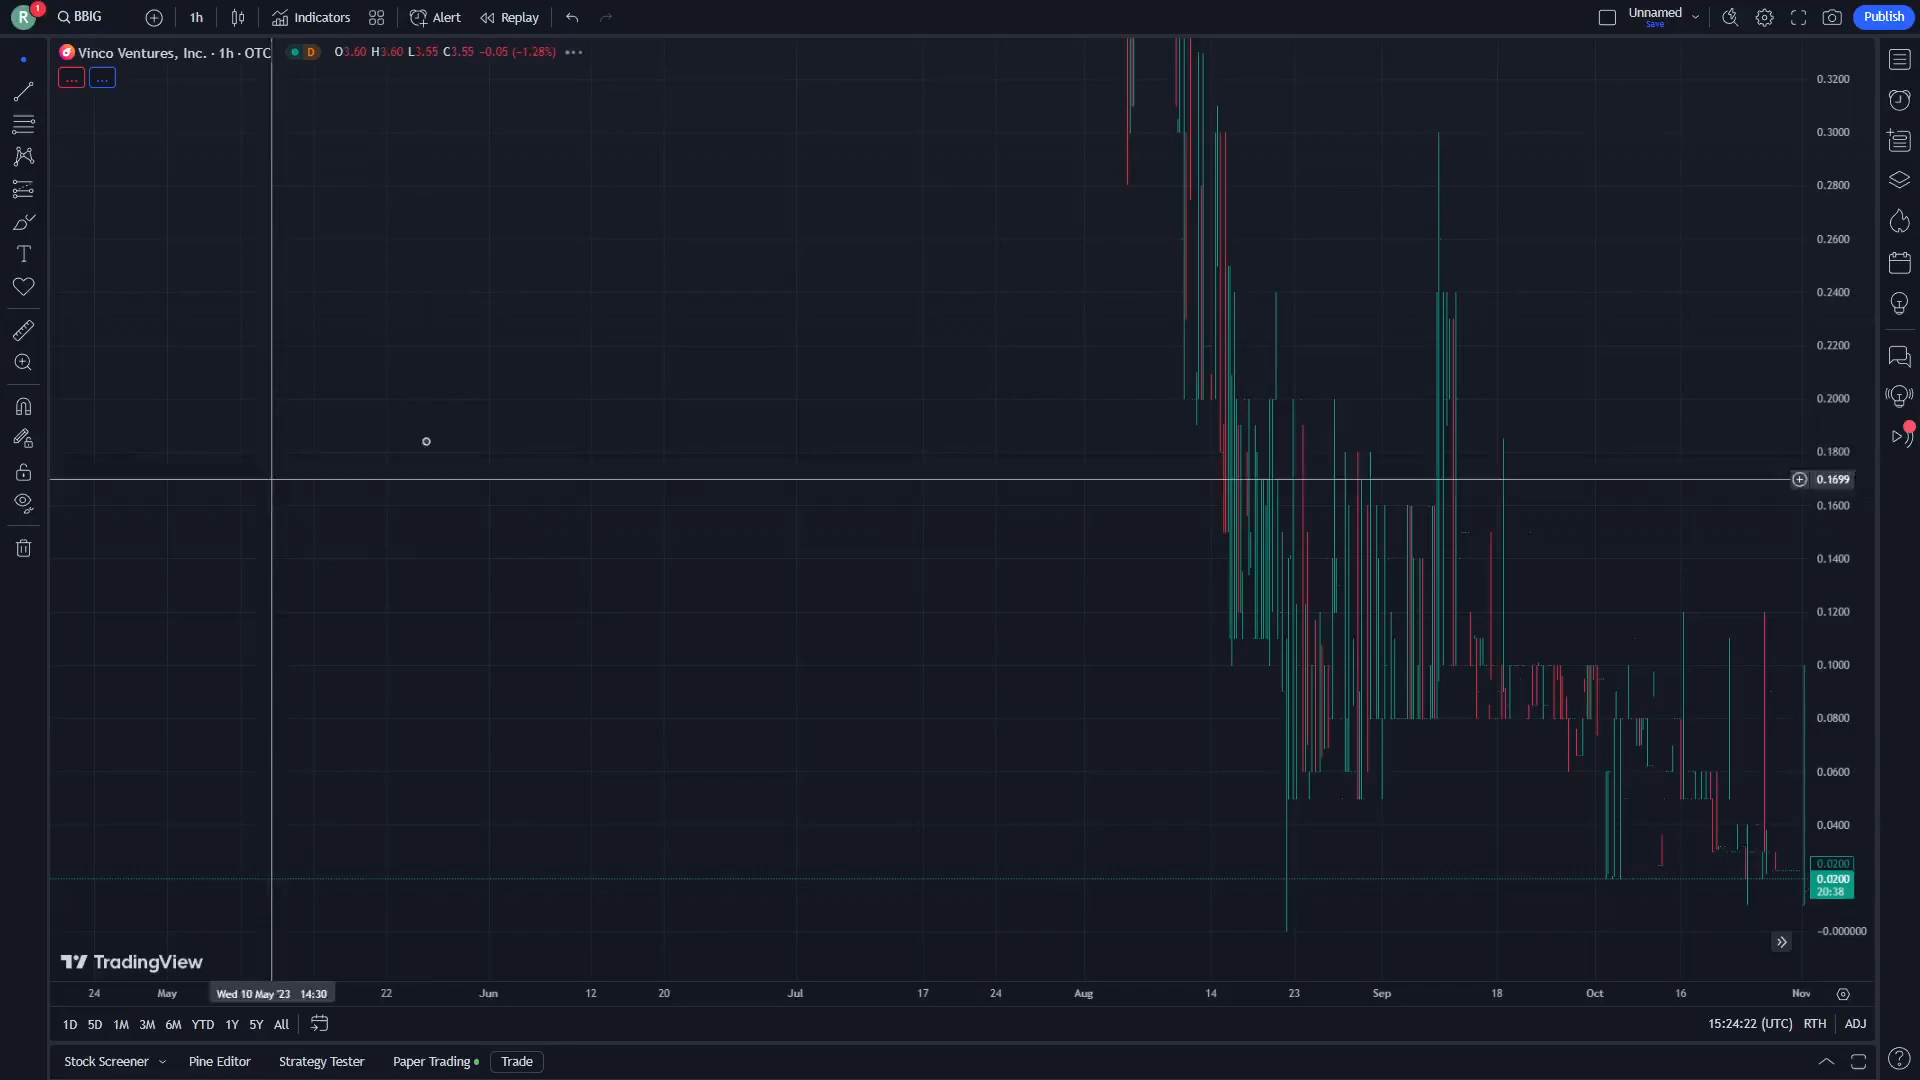 R
1
BBIG
1h
Indicators
Alert
Replay
Unnamed
Save
Publish
Vinco Ventures, Inc. · 1h · OTC
D
O3.60 H3.60 L3.55 C3.55 −0.05 (−1.28%)
...
...
0.3200
0.3000
0.2800
0.2600
0.2400
0.2200
0.2000
0.1800
0.1699
0.1600
0.1400
0.1200
0.1000
0.0800
0.0600
0.0400
0.0200
0.0200
20:38
−0.000000
TradingView
24
May
Wed 10 May '23 14:30
22
Jun
12
20
Jul
17
24
Aug
14
23
Sep
18
Oct
16
Nov
1D 5D 1M 3M 6M YTD 1Y 5Y All
15:24:22 (UTC) RTH ADJ
Stock Screener Pine Editor Strategy Tester Paper Trading Trade